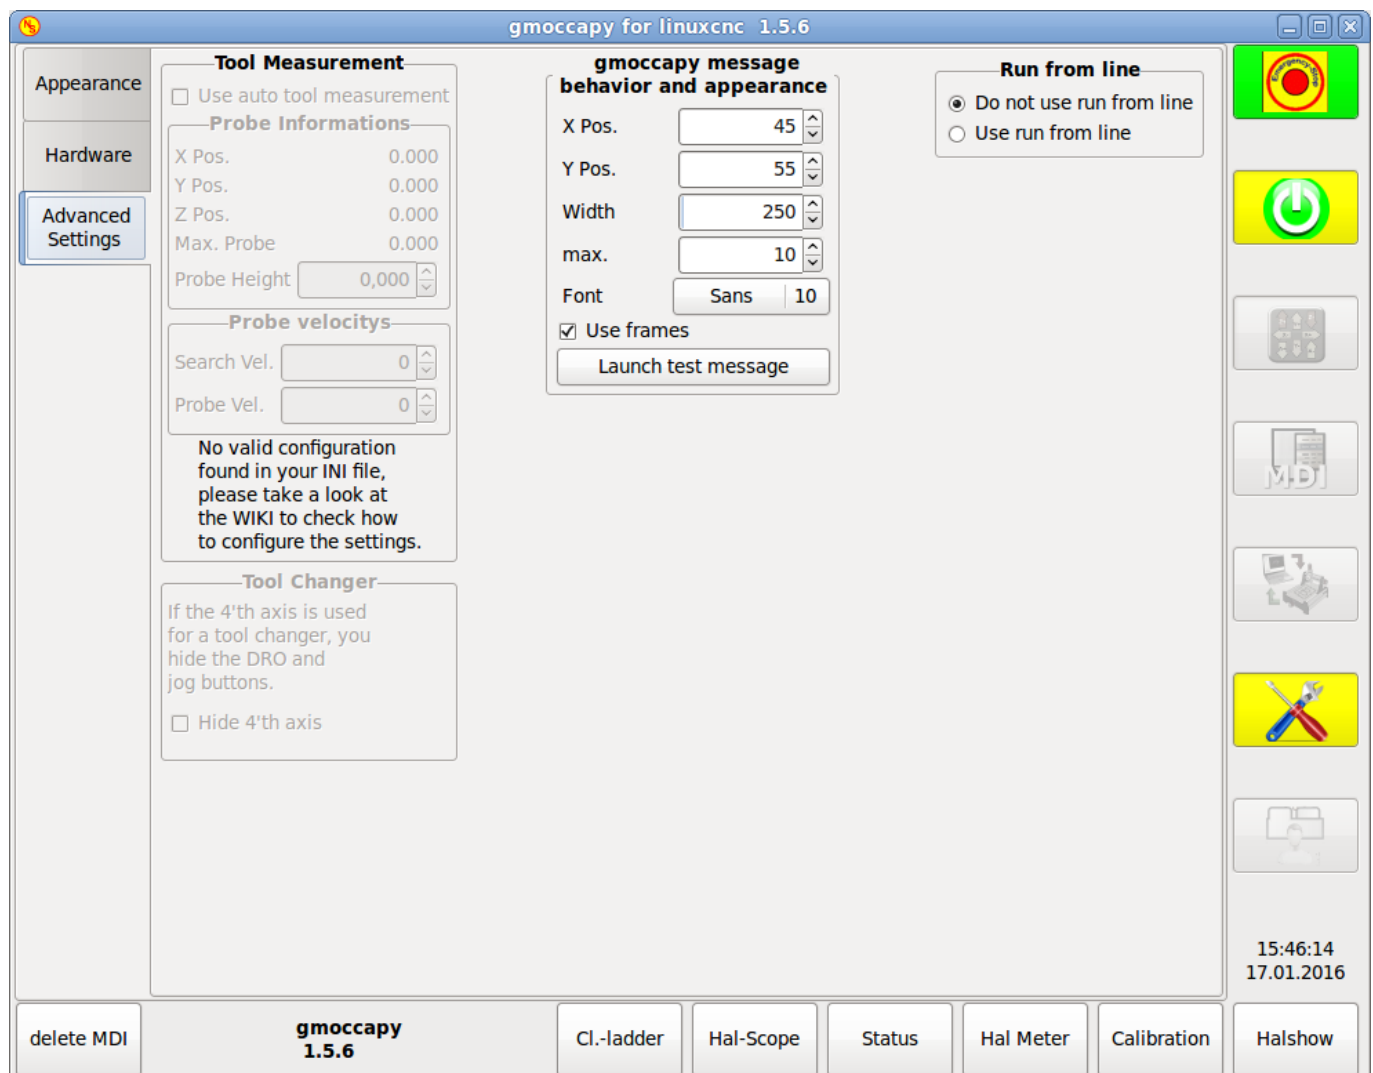 gmoccapy for linuxcnc 1.5.6
Appearance
Hardware
Advanced
Settings
Tool Measurement
Use auto tool measurement
Probe Informations
X Pos. 0.000
Y Pos. 0.000
Z Pos. 0.000
Max. Probe 0.000
Probe Height 0,000
Probe velocitys
Search Vel. 0
Probe Vel. 0
No valid configuration
found in your INI file,
please take a look at
the WIKI to check how
to configure the settings.
Tool Changer
If the 4'th axis is used
for a tool changer, you
hide the DRO and
jog buttons.
Hide 4'th axis
gmoccapy message
behavior and appearance
X Pos. 45
Y Pos. 55
Width 250
max. 10
Font Sans 10
Use frames
Launch test message
Run from line
Do not use run from line
Use run from line
Emergency-Stop
MDI
15:46:14
17.01.2016
delete MDI
gmoccapy
1.5.6
Cl.-ladder
Hal-Scope
Status
Hal Meter
Calibration
Halshow